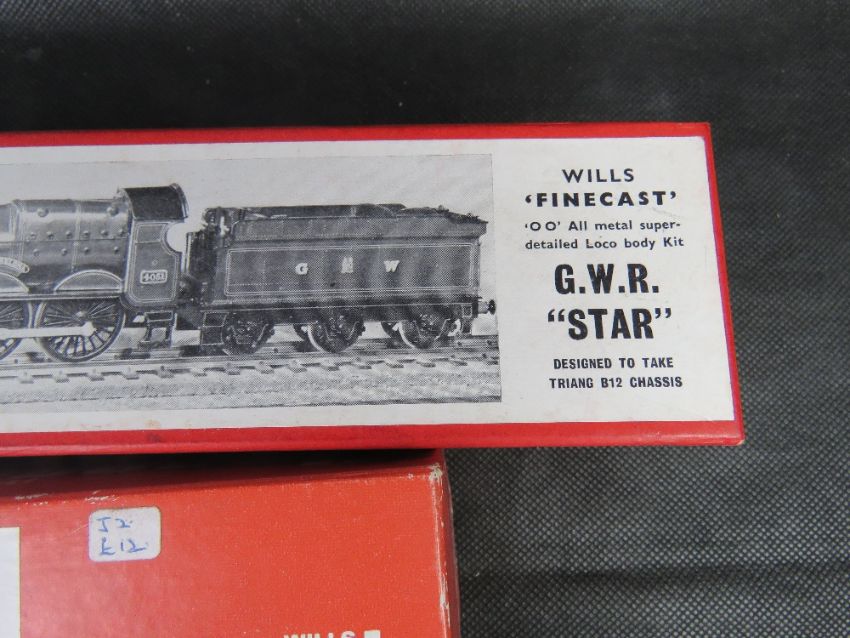 WILLS
‘FINECAST’
‘OO’ All metal super-
detailed Loco body Kit
G.W.R.
“STAR”
DESIGNED TO TAKE
TRIANG B12 CHASSIS
G W
4051
J2
£12
WILLS